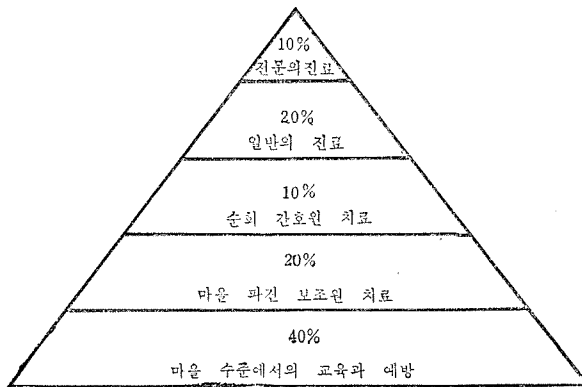 10%
전문의진료
20%
일반의 진료
10%
순회 간호원 치료
20%
마을 파견 보조원 치료
40%
마을 수준에서의 교육과 예방